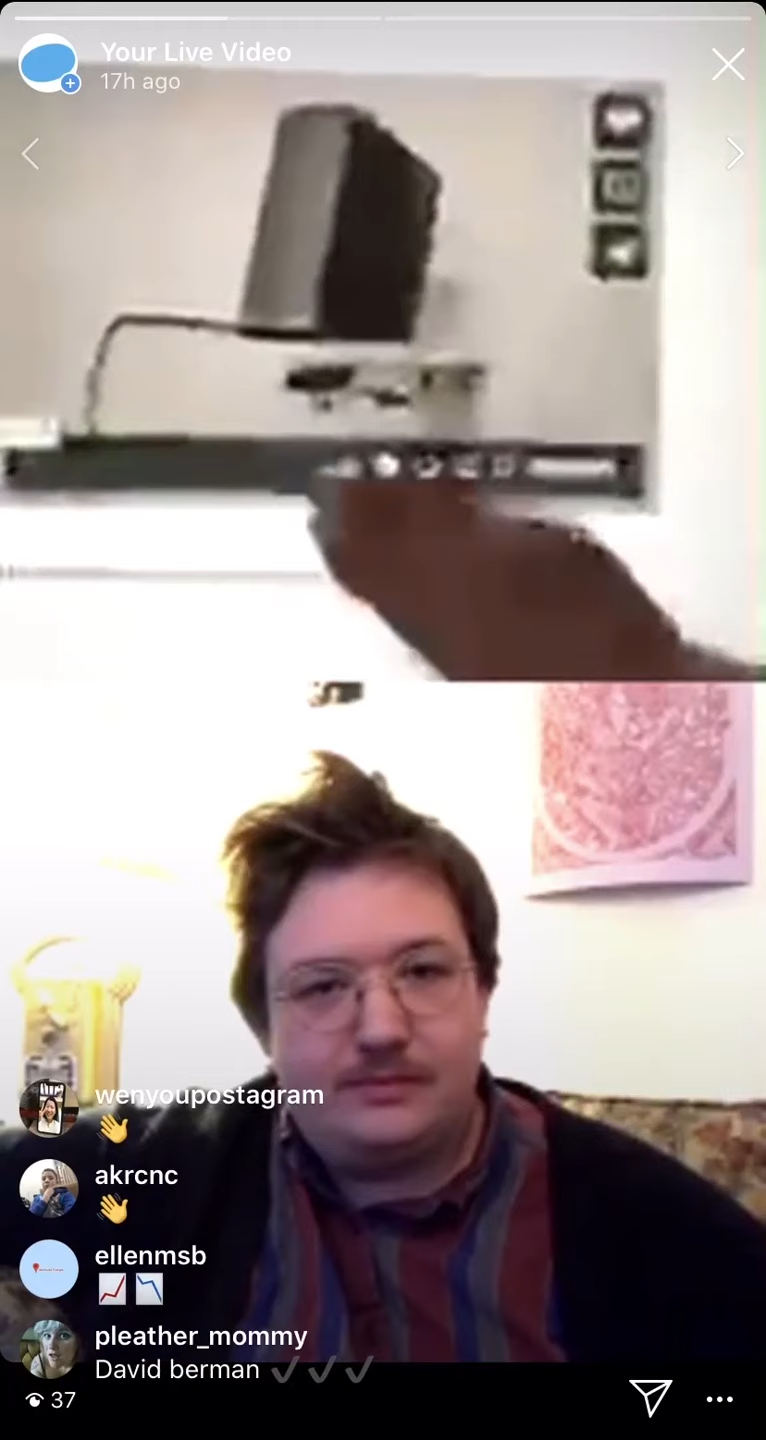 Your Live Video
17h ago
wenyoupostagram
👋
akrcnc
👋
ellenmsb
📈 📉
pleather_mommy
David berman ✓✓✓
37